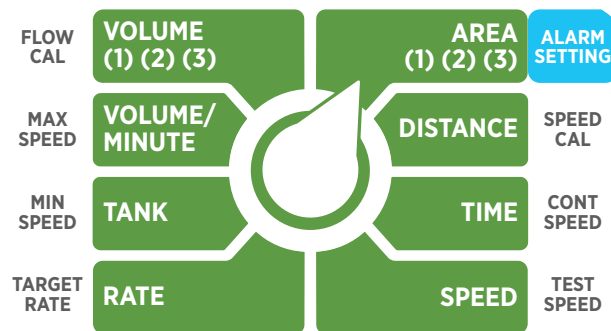 FLOW
CAL
VOLUME
(1) (2) (3)
AREA
(1) (2) (3)
ALARM
SETTING
MAX
SPEED
VOLUME/
MINUTE
DISTANCE
SPEED
CAL
MIN
SPEED
TANK
TIME
CONT
SPEED
TARGET
RATE
RATE
SPEED
TEST
SPEED